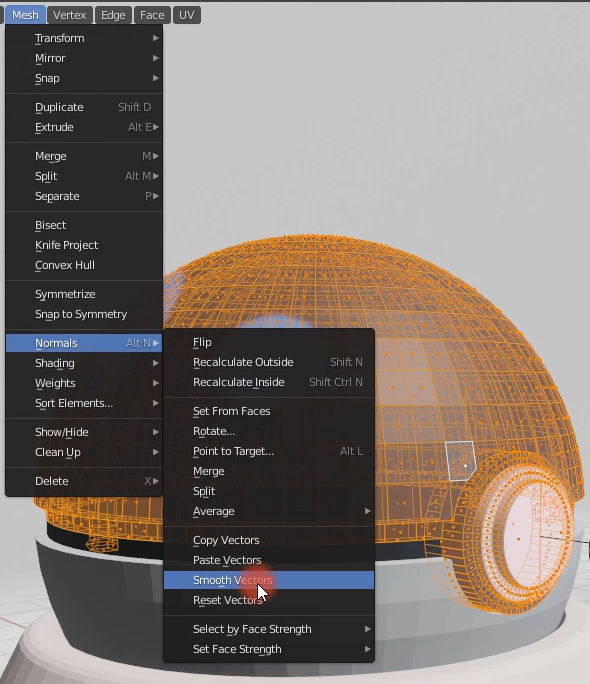 Mesh Vertex Edge Face UV
Transform
Mirror
Snap
Duplicate Shift D
Extrude Alt E
Merge M
Split Alt M
Separate P
Bisect
Knife Project
Convex Hull
Symmetrize
Snap to Symmetry
Normals Alt N
Shading
Weights
Sort Elements...
Show/Hide
Clean Up
Delete X
Flip
Recalculate Outside Shift N
Recalculate Inside Shift Ctrl N
Set From Faces
Rotate...
Point to Target... Alt L
Merge
Split
Average
Copy Vectors
Paste Vectors
Smooth Vectors
Reset Vectors
Select by Face Strength
Set Face Strength